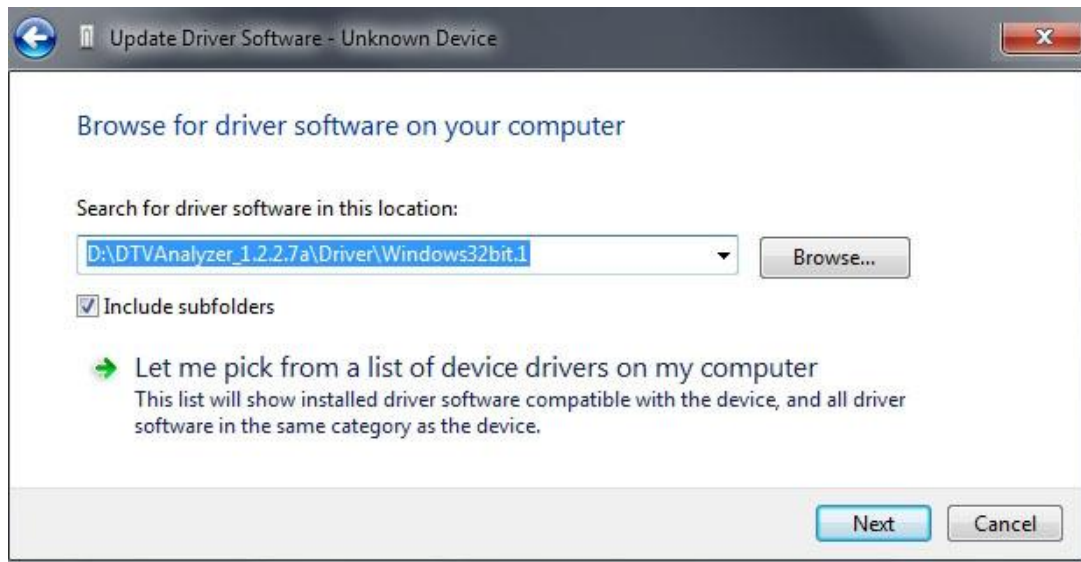 Update Driver Software - Unknown Device
Browse for driver software on your computer
Search for driver software in this location:
D:\DTVAnalyzer_1.2.2.7a\Driver\Windows32bit.1
Browse...
Include subfolders
Let me pick from a list of device drivers on my computer
This list will show installed driver software compatible with the device, and all driver
software in the same category as the device.
Next
Cancel